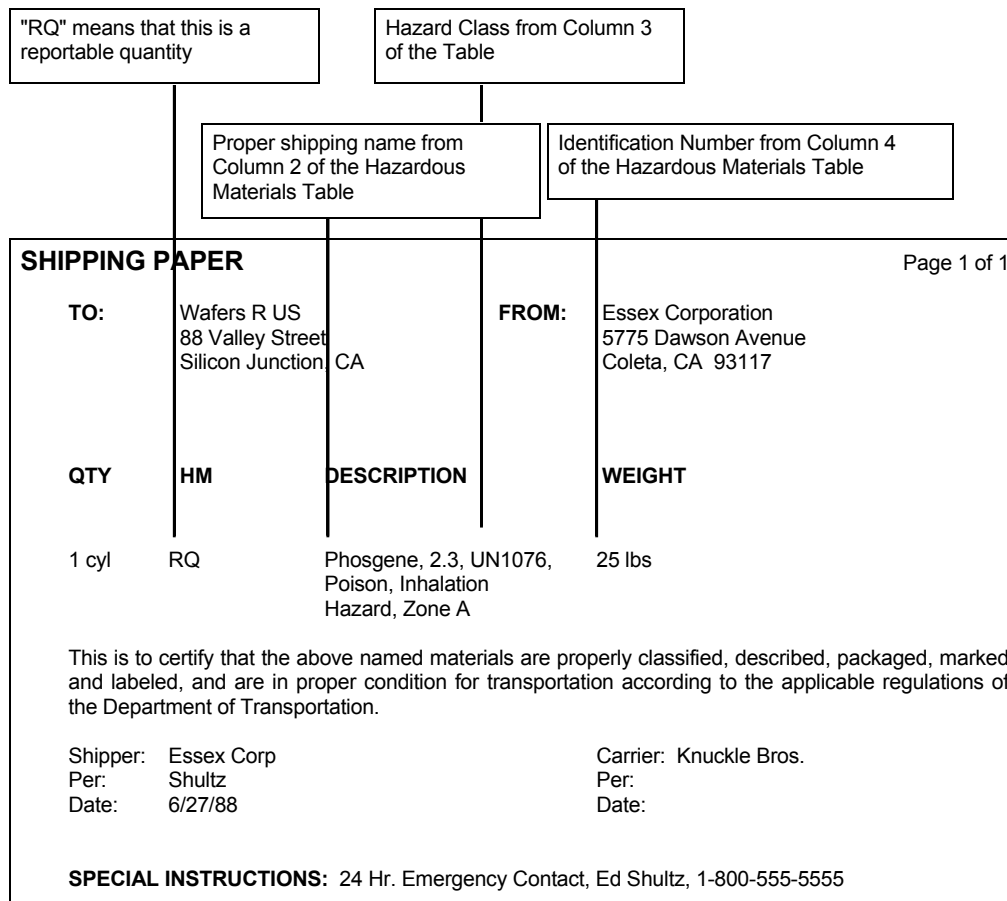 "RQ" means that this is a
reportable quantity
Hazard Class from Column 3
of the Table
Proper shipping name from
Column 2 of the Hazardous
Materials Table
Identification Number from Column 4
of the Hazardous Materials Table
SHIPPING PAPER Page 1 of 1
TO: Wafers R US FROM: Essex Corporation
88 Valley Street 5775 Dawson Avenue
Silicon Junction, CA Coleta, CA 93117
QTY HM DESCRIPTION WEIGHT
1 cyl RQ Phosgene, 2.3, UN1076, 25 lbs
Poison, Inhalation
Hazard, Zone A
This is to certify that the above named materials are properly classified, described, packaged, marked
and labeled, and are in proper condition for transportation according to the applicable regulations of
the Department of Transportation.
Shipper: Essex Corp Carrier: Knuckle Bros.
Per: Shultz Per:
Date: 6/27/88 Date:
SPECIAL INSTRUCTIONS: 24 Hr. Emergency Contact, Ed Shultz, 1-800-555-5555